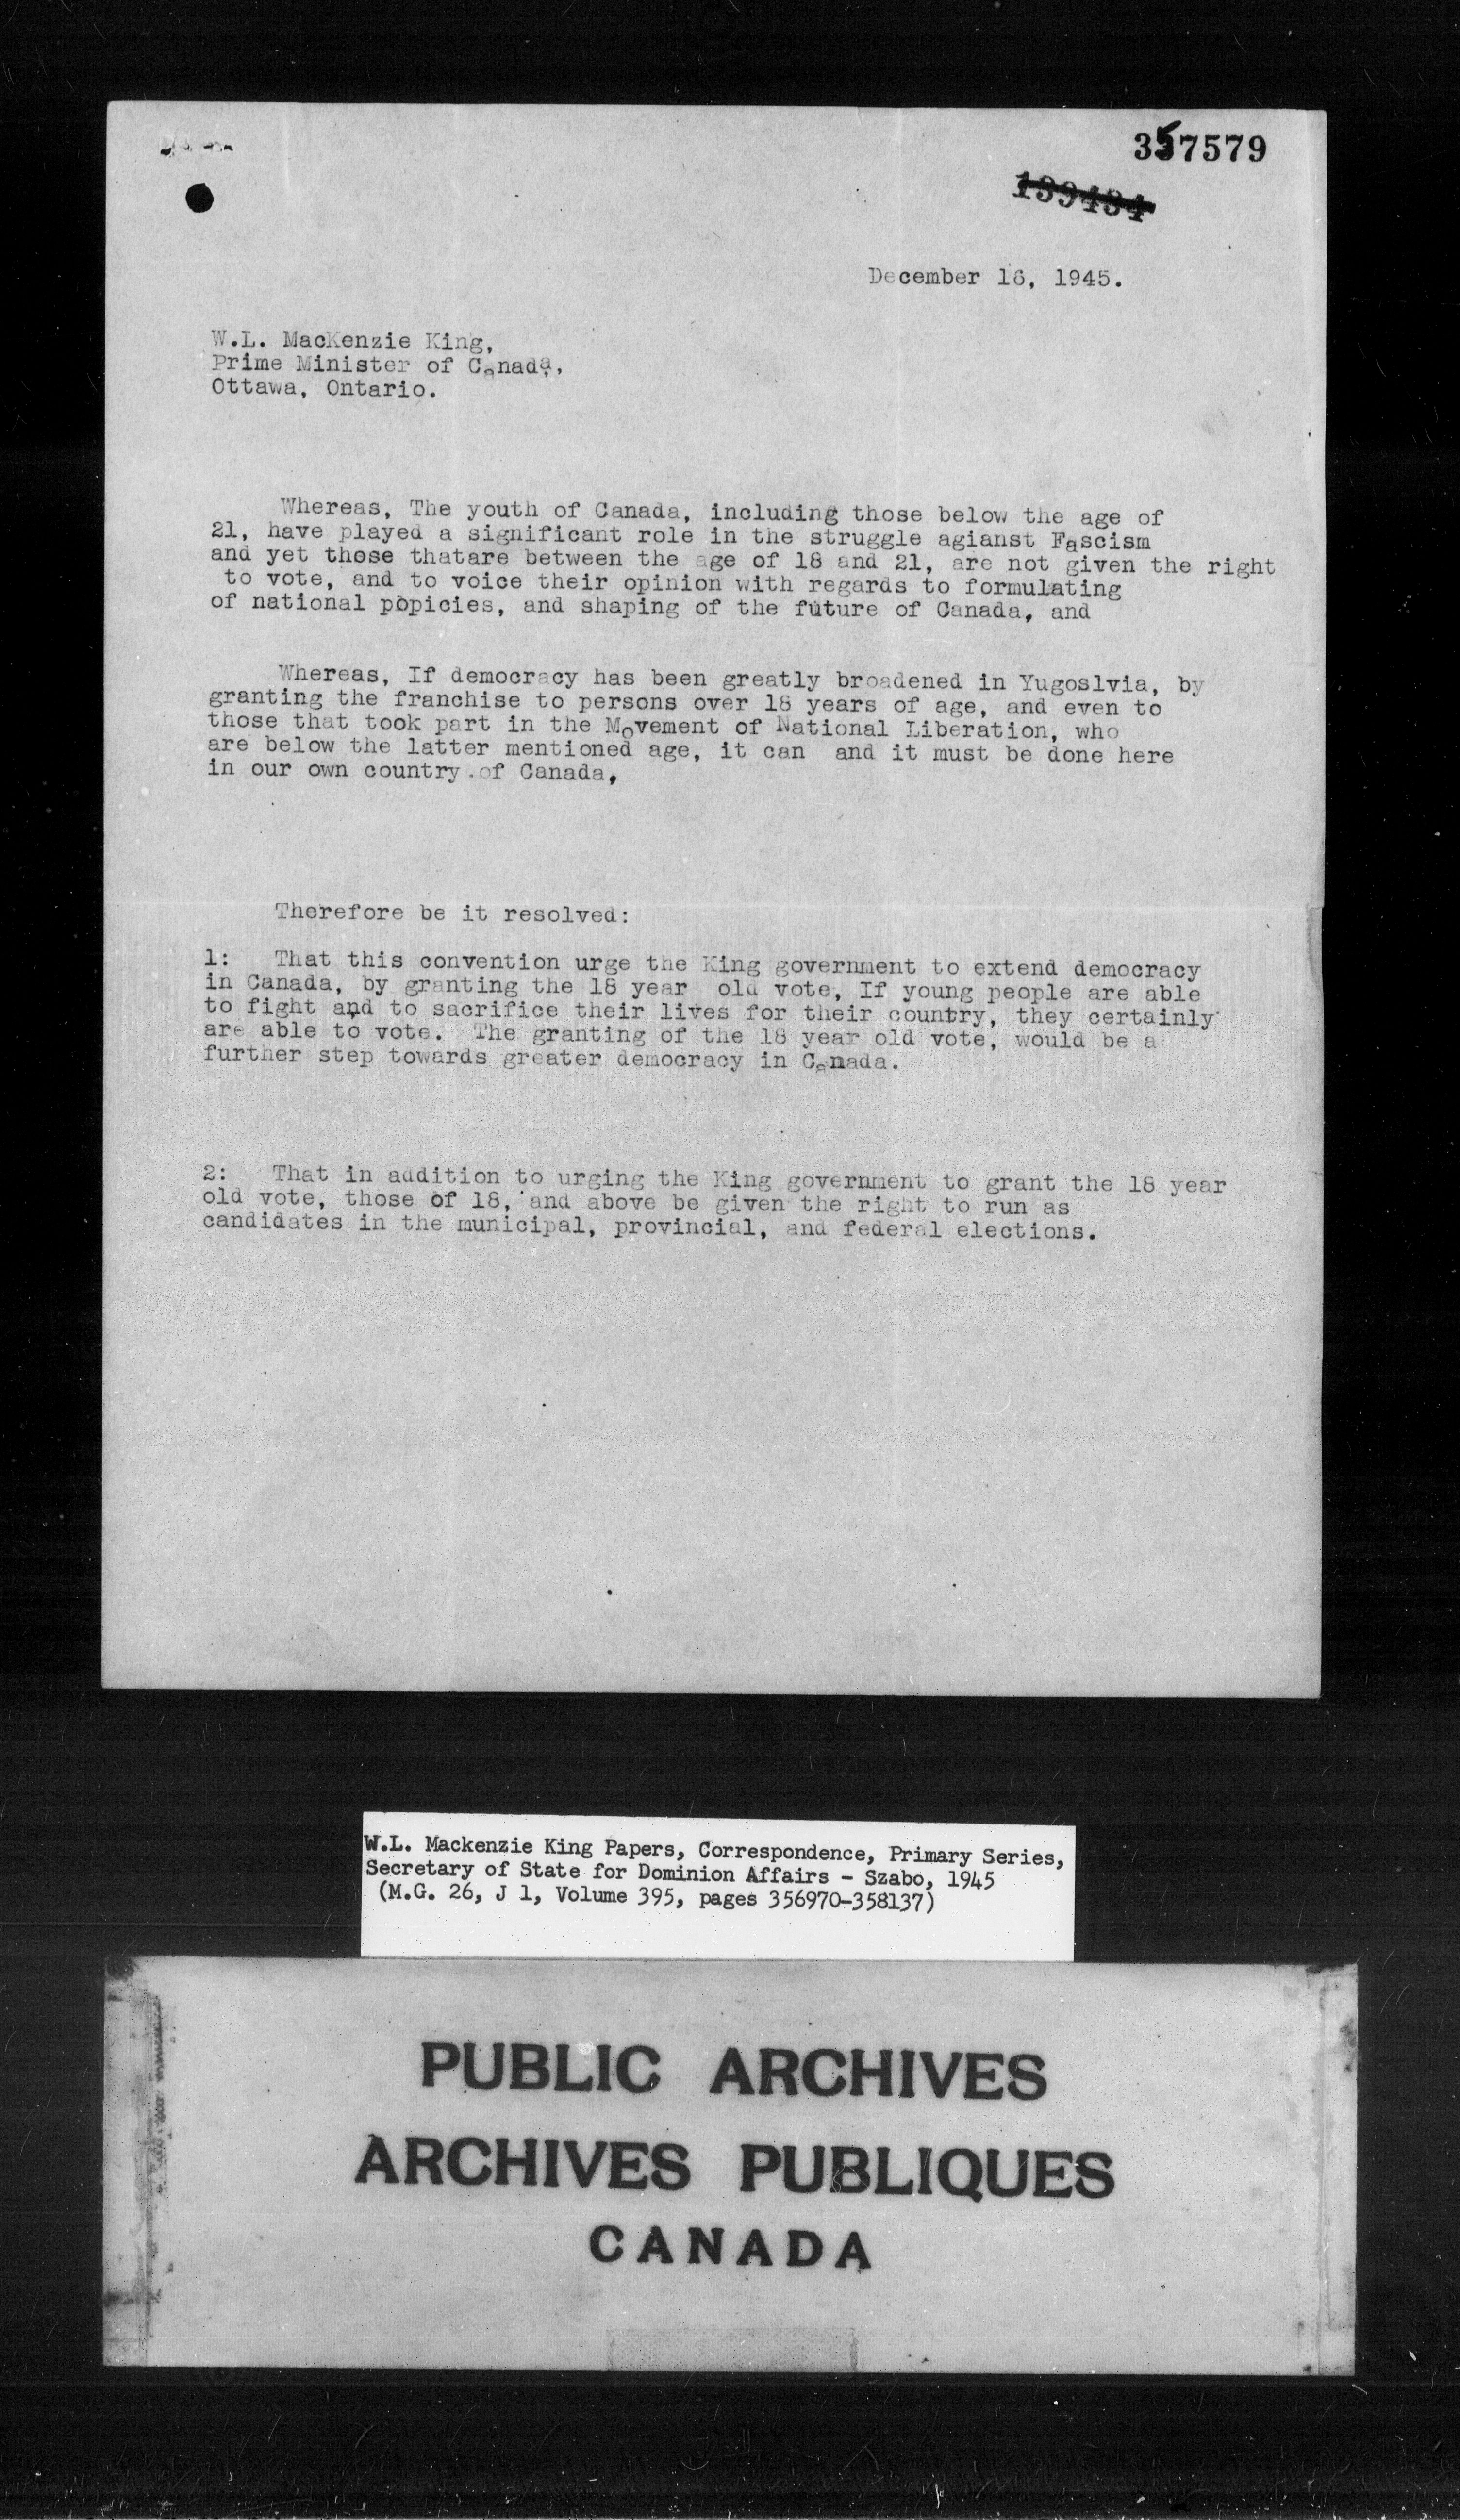 357579
139434
December 16, 1945.
W.L. MacKenzie King,
Prime Minister of Canada,
Ottawa, Ontario.
Whereas, The youth of Canada, including those below the age of
21, have played a significant role in the struggle agianst Fascism
and yet those thatare between the age of 18 and 21, are not given the right
to vote, and to voice their opinion with regards to formulating
of national popicies, and shaping of the future of Canada, and
Whereas, If democracy has been greatly broadened in Yugoslvia, by
granting the franchise to persons over 18 years of age, and even to
those that took part in the Movement of National Liberation, who
are below the latter mentioned age, it can and it must be done here
in our own country.of Canada,
Therefore be it resolved:
1: That this convention urge the King government to extend democracy
in Canada, by granting the 18 year old vote, If young people are able
to fight and to sacrifice their lives for their country, they certainly
are able to vote. The granting of the 18 year old vote, would be a
further step towards greater democracy in Canada.
2: That in addition to urging the King government to grant the 18 year
old vote, those of 18, and above be given the right to run as
candidates in the municipal, provincial, and federal elections.
W.L. Mackenzie King Papers, Correspondence, Primary Series,
Secretary of State for Dominion Affairs - Szabo, 1945
(M.G. 26, J 1, Volume 395, pages 356970-358137)
PUBLIC ARCHIVES
ARCHIVES PUBLIQUES
CANADA